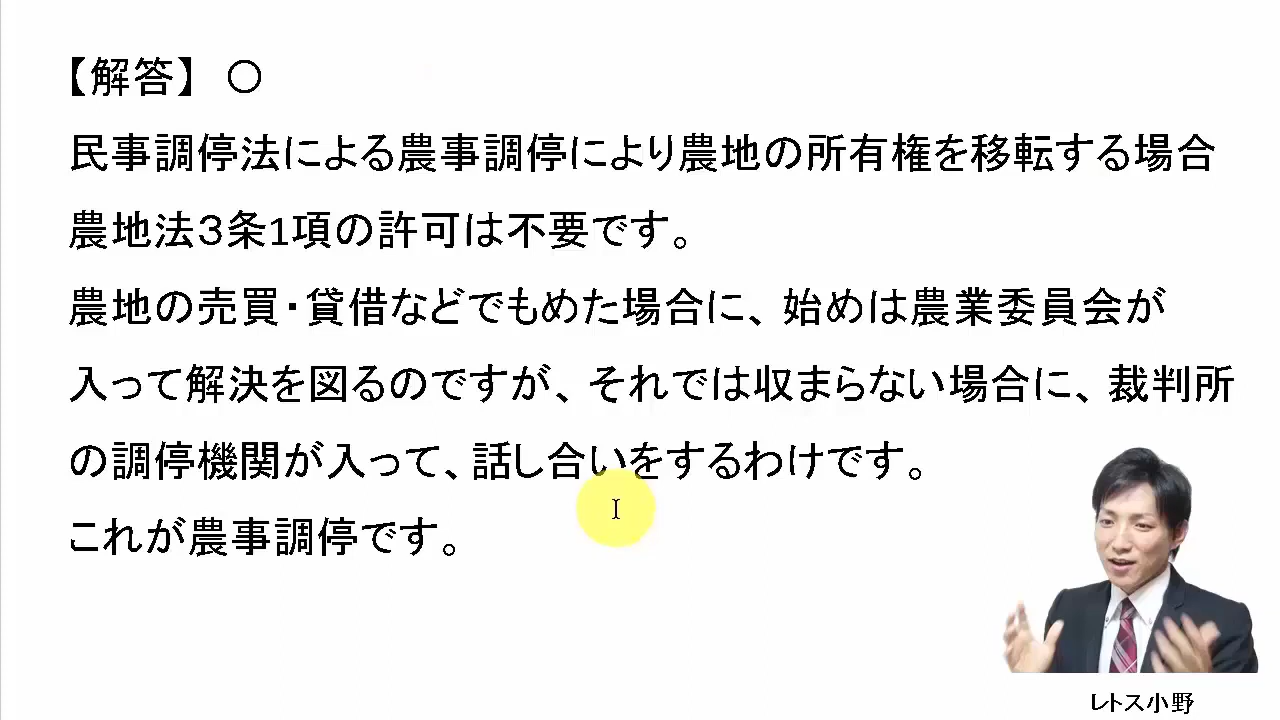 【解答】 〇
民事調停法による農事調停により農地の所有権を移転する場合
農地法３条1項の許可は不要です。
農地の売買・貸借などでもめた場合に、始めは農業委員会が
入って解決を図るのですが、それでは収まらない場合に、裁判所
の調停機関が入って、話し合いをするわけです。
これが農事調停です。
レトス小野